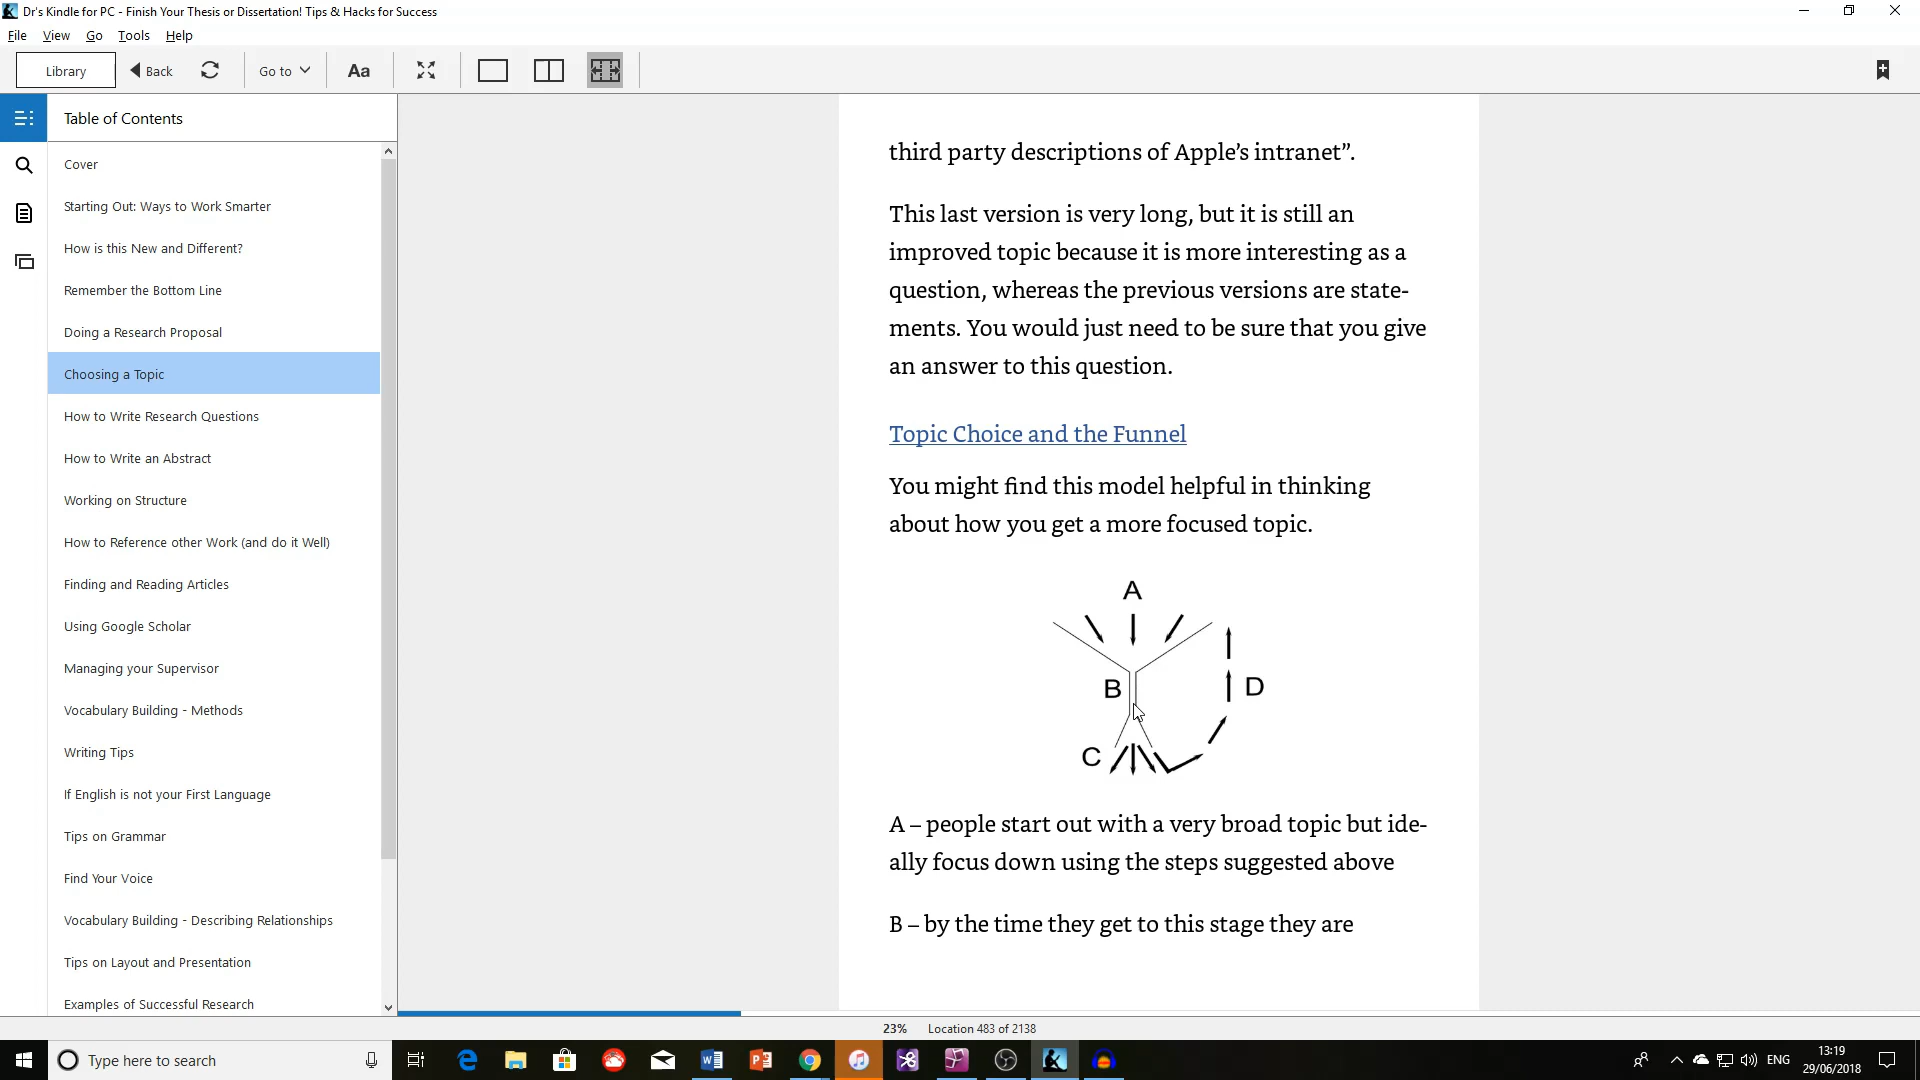 Dr's Kindle for PC - Finish Your Thesis or Dissertation! Tips & Hacks for Success
File View Go Tools Help
Library Back Go to Aa
Table of Contents
Cover
Starting Out: Ways to Work Smarter
How is this New and Different?
Remember the Bottom Line
Doing a Research Proposal
Choosing a Topic
How to Write Research Questions
How to Write an Abstract
Working on Structure
How to Reference other Work (and do it Well)
Finding and Reading Articles
Using Google Scholar
Managing your Supervisor
Vocabulary Building - Methods
Writing Tips
If English is not your First Language
Tips on Grammar
Find Your Voice
Vocabulary Building - Describing Relationships
Tips on Layout and Presentation
Examples of Successful Research
third party descriptions of Apple’s intranet”.
This last version is very long, but it is still an
improved topic because it is more interesting as a
question, whereas the previous versions are state-
ments. You would just need to be sure that you give
an answer to this question.
Topic Choice and the Funnel
You might find this model helpful in thinking
about how you get a more focused topic.
A
B
D
C
A – people start out with a very broad topic but ide-
ally focus down using the steps suggested above
B – by the time they get to this stage they are
23% Location 483 of 2138
Type here to search
ENG
13:19
29/06/2018